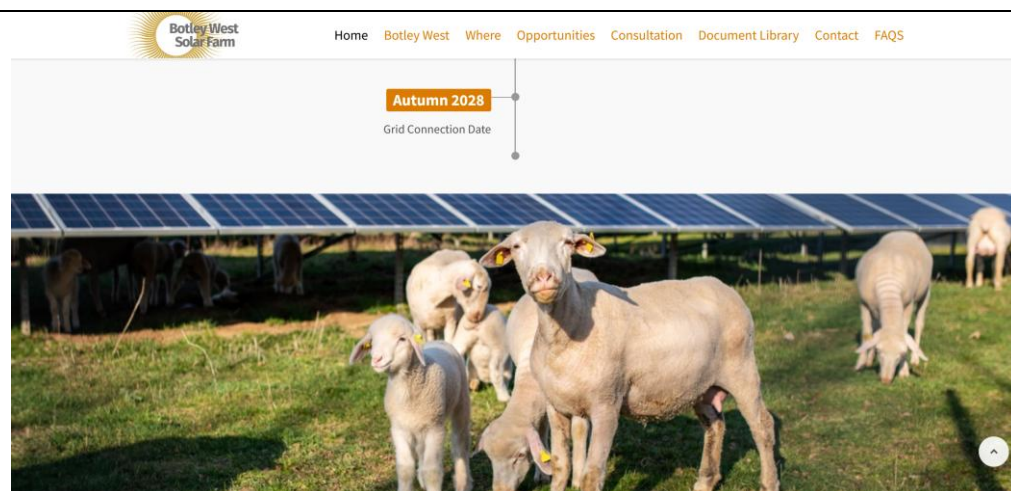 Botley West
Solar Farm
Home Botley West Where Opportunities Consultation Document Library Contact FAQS
Autumn 2028
Grid Connection Date